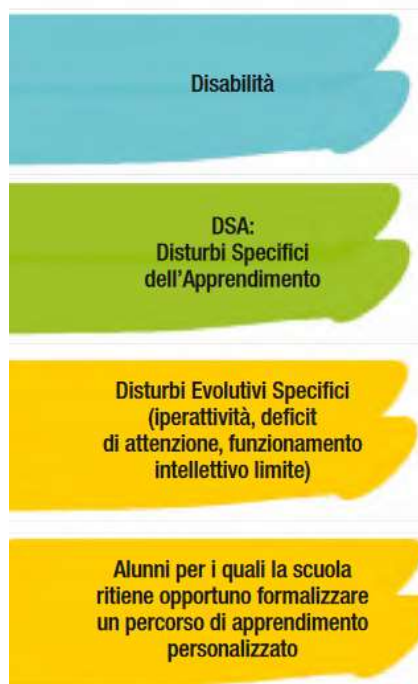 Disabilità
DSA:
Disturbi Specifici
dell'Apprendimento
Disturbi Evolutivi Specifici
(iperattività, deficit
di attenzione, funzionamento
intellettivo limite)
Alunni per i quali la scuola
ritiene opportuno formalizzare
un percorso di apprendimento
personalizzato